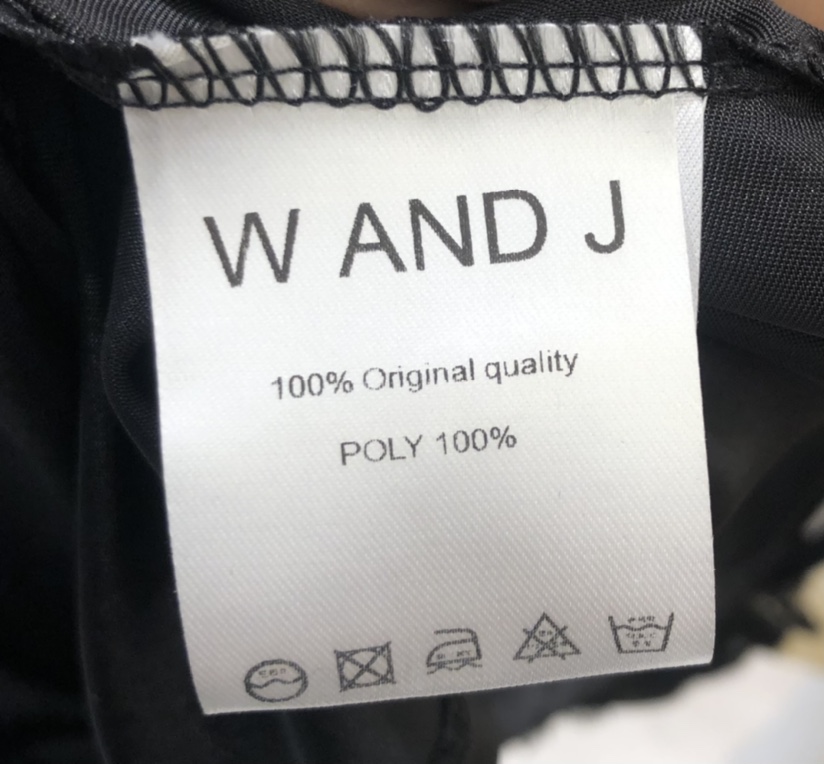 W AND J
100% Original quality
POLY 100%